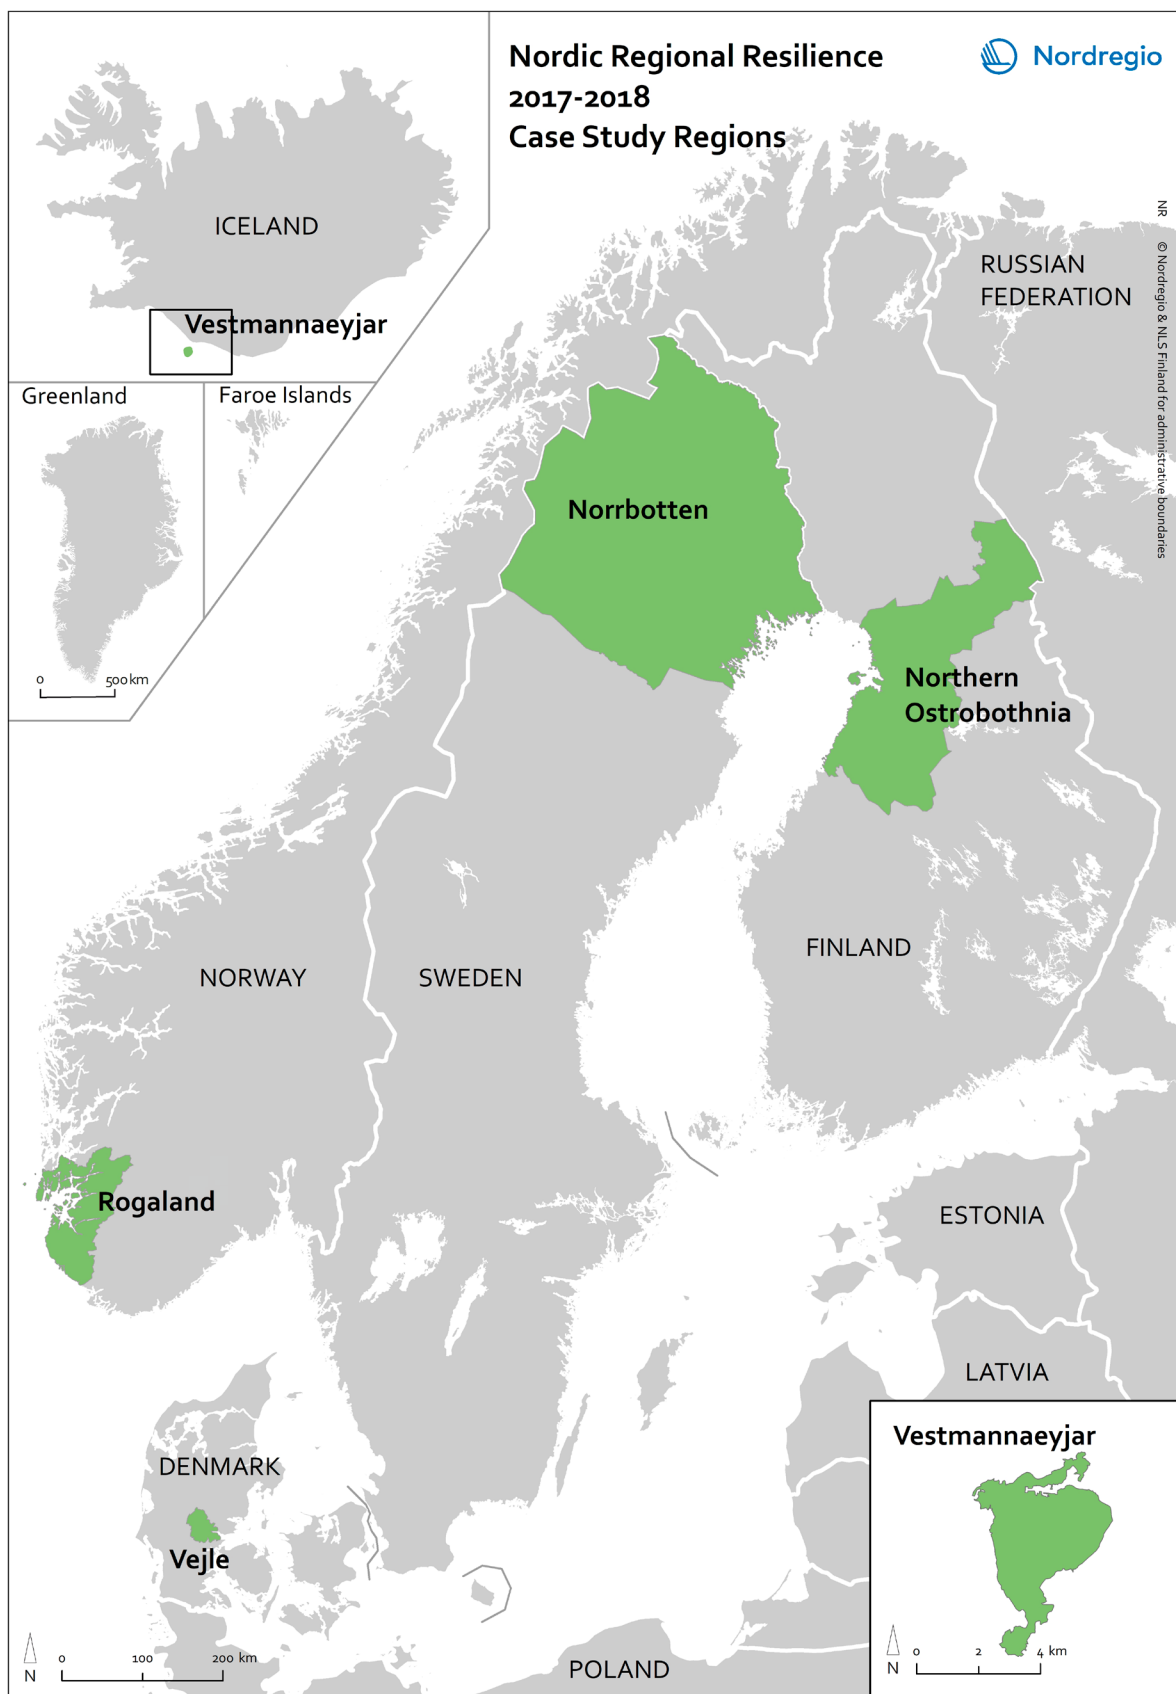 Nordic Regional Resilience
2017-2018
Case Study Regions
Nordregio
NR © Nordregio & NLS Finland for administrative boundaries
ICELAND
Vestmannaeyjar
Greenland
Faroe Islands
0 500 km
RUSSIAN
FEDERATION
Norrbotten
Northern
Ostrobothnia
NORWAY
SWEDEN
FINLAND
Rogaland
ESTONIA
LATVIA
DENMARK
Vejle
POLAND
N
0 100 200 km
Vestmannaeyjar
N
0 2 4 km